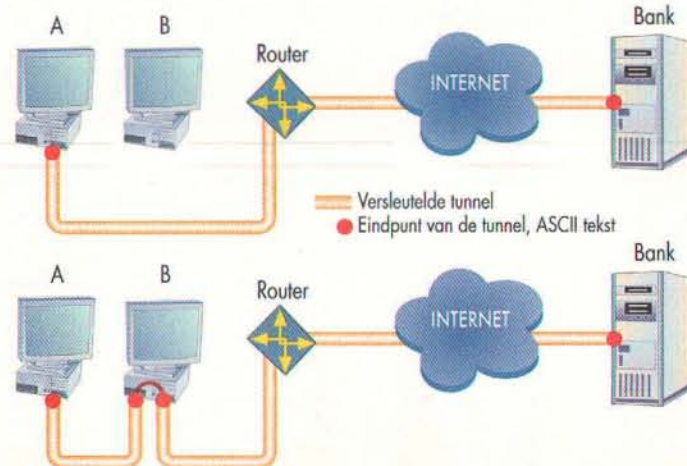 A B Bank
Router
INTERNET
Versleutelde tunnel
Eindpunt van de tunnel, ASCII tekst
A B Bank
Router
INTERNET